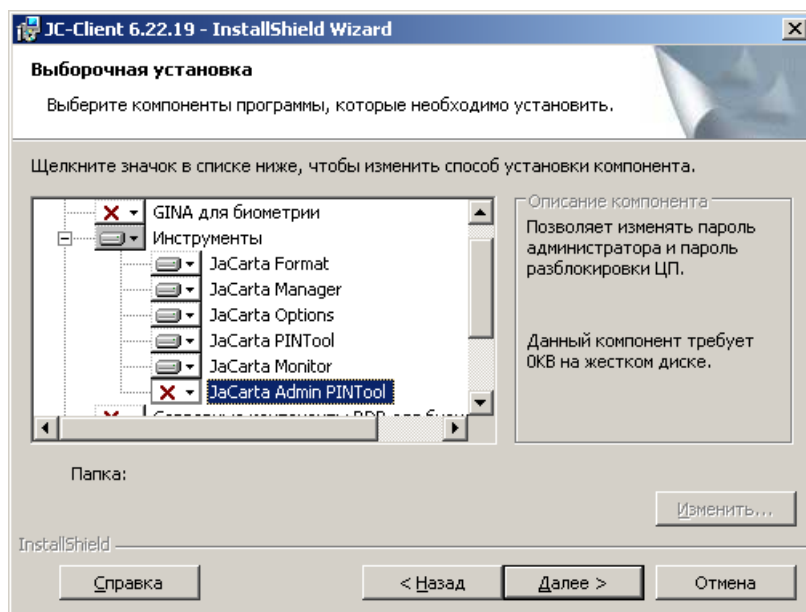 JC-Client 6.22.19 - InstallShield Wizard
Выборочная установка
Выберите компоненты программы, которые необходимо установить.
Щелкните значок в списке ниже, чтобы изменить способ установки компонента.
GINA для биометрии
Инструменты
JaCarta Format
JaCarta Manager
JaCarta Options
JaCarta PINTool
JaCarta Monitor
JaCarta Admin PINTool
Описание компонента
Позволяет изменять пароль
администратора и пароль
разблокировки ЦП.
Данный компонент требует
0KB на жестком диске.
Папка:
Изменить...
InstallShield
Справка
< Назад
Далее >
Отмена